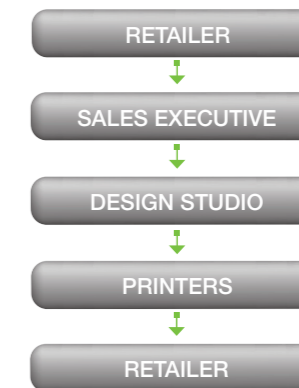 RETAILER
SALES EXECUTIVE
DESIGN STUDIO
PRINTERS
RETAILER